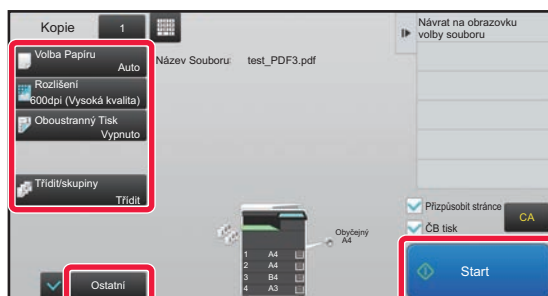 Kopie
1
Návrat na obrazovku
volby souboru
Volba Papíru
Auto
Název Souboru:
test_PDF3.pdf
Rozlišení
600dpi (Vysoká kvalita)
Oboustranný Tisk
Vypnuto
Třídit/skupiny
Třídit
Přizpůsobit stránce
ČB tisk
CA
Obyčejný
A4
1 A4
2 A4
3 B4
4 A3
Ostatní
Start